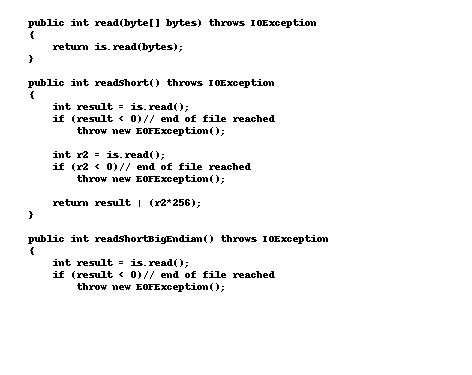 public int read(byte[] bytes) throws IOException
{
return is.read(bytes);
}
public int readShort() throws IOException
{
int result = is.read();
if (result < 0)// end of file reached
throw new EOFException();
int r2 = is.read();
if (r2 < 0)// end of file reached
throw new EOFException();
return result | (r2*256);
}
public int readShortBigEndian() throws IOException
{
int result = is.read();
if (result < 0)// end of file reached
throw new EOFException();